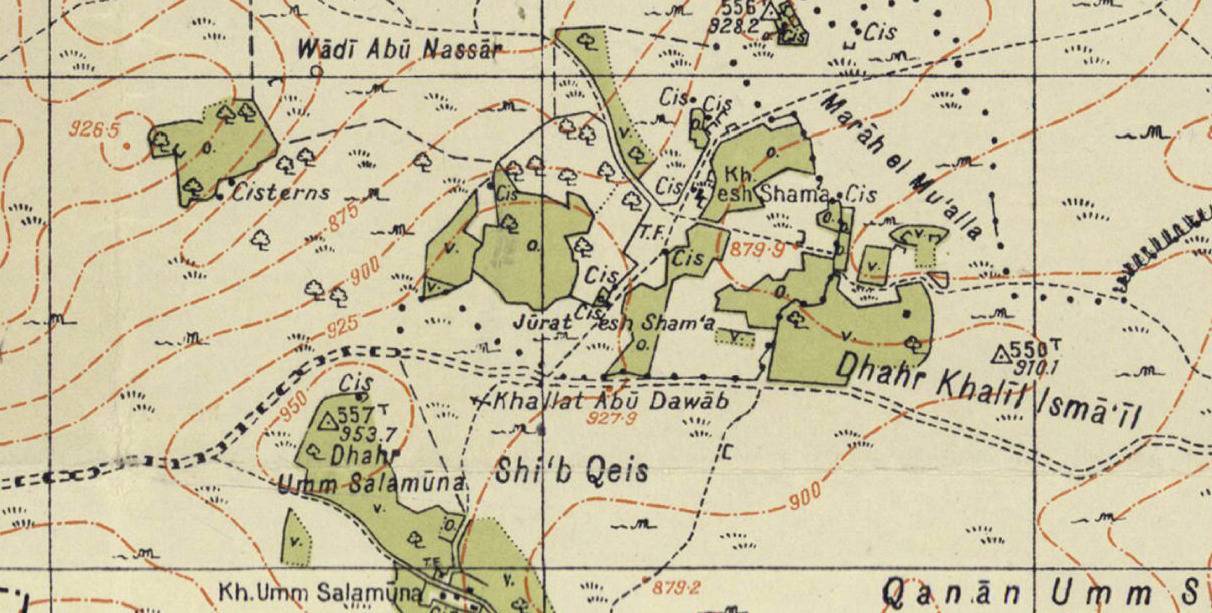 556
928.2
Cis
Cis
Wādī Abū Nassār
Cis.
Cis
926·5
o.
o.
v.
Marāḥ el Mu'alla
Kh.
esh Shama
Cis
Cis
Cisterns
Cis
875
T.F.
o.
v.
o.
v.
879·9
Cis
v.
900
Cis
v.
o.
925
Cis
Jūrat esh Sham'a
o.
v.
v.
550 T
910.1
Dhahr Khalīl Ismā'īl
Cis
950
557 T
953.7
Khallat Abū Dawāb
927·9
Dhahr
Umm Salamūna
Shi'b Qeis
C
900
v.
o.
v.
T.F.
v.
879·2
Kh. Umm Salamūna
Qanān Umm S